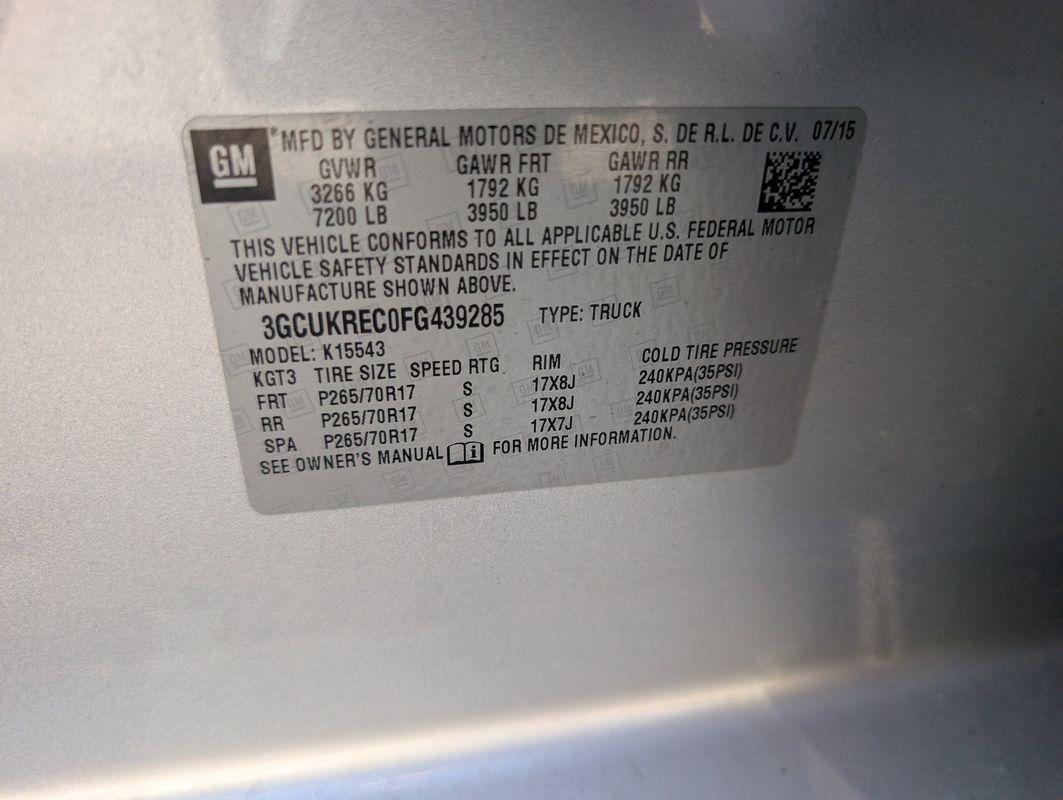 GM
*MFD BY GENERAL MOTORS DE MEXICO, S. DE R.L. DE C.V. 07/15
GVWR GAWR FRT GAWR RR
3266 KG 1792 KG 1792 KG
7200 LB 3950 LB 3950 LB
THIS VEHICLE CONFORMS TO ALL APPLICABLE U.S. FEDERAL MOTOR
VEHICLE SAFETY STANDARDS IN EFFECT ON THE DATE OF
MANUFACTURE SHOWN ABOVE.
3GCUKREC0FG439285 TYPE: TRUCK
MODEL: K15543
KGT3 TIRE SIZE SPEED RTG RIM COLD TIRE PRESSURE
FRT P265/70R17 S 17X8J 240KPA(35PSI)
RR P265/70R17 S 17X8J 240KPA(35PSI)
SPA P265/70R17 S 17X7J 240KPA(35PSI)
SEE OWNER'S MANUAL i FOR MORE INFORMATION.